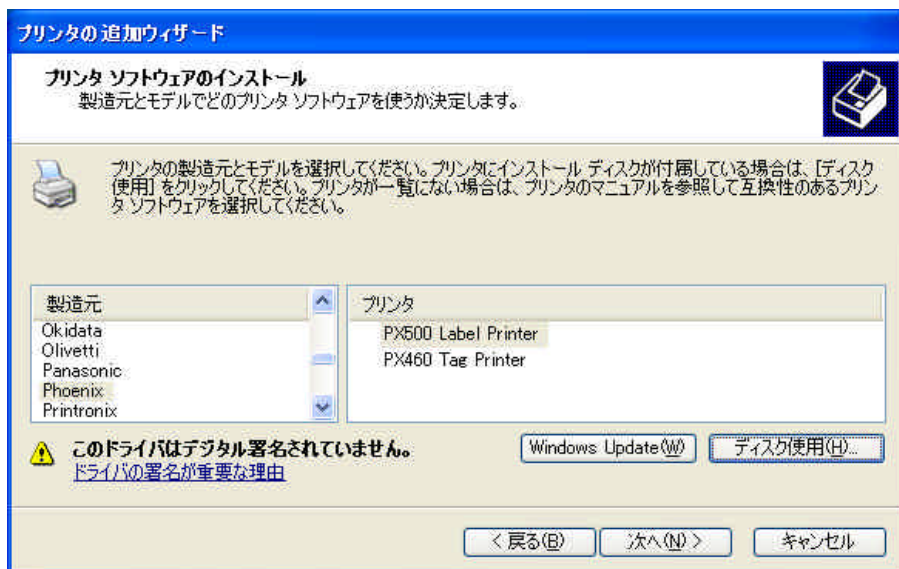 プリンタの追加ウィザード
プリンタ ソフトウェアのインストール
製造元とモデルでどのプリンタ ソフトウェアを使うか決定します。
プリンタの製造元とモデルを選択してください。プリンタにインストール ディスクが付属している場合は、[ディスク
使用] をクリックしてください。プリンタが一覧にない場合は、プリンタのマニュアルを参照して互換性のあるプリン
タ ソフトウェアを選択してください。
製造元
Okidata
Olivetti
Panasonic
Phoenix
Printronix
プリンタ
PX500 Label Printer
PX460 Tag Printer
このドライバはデジタル署名されていません。
ドライバの署名が重要な理由
Windows Update(W)
ディスク使用(H)...
< 戻る(B)
次へ(N) >
キャンセル